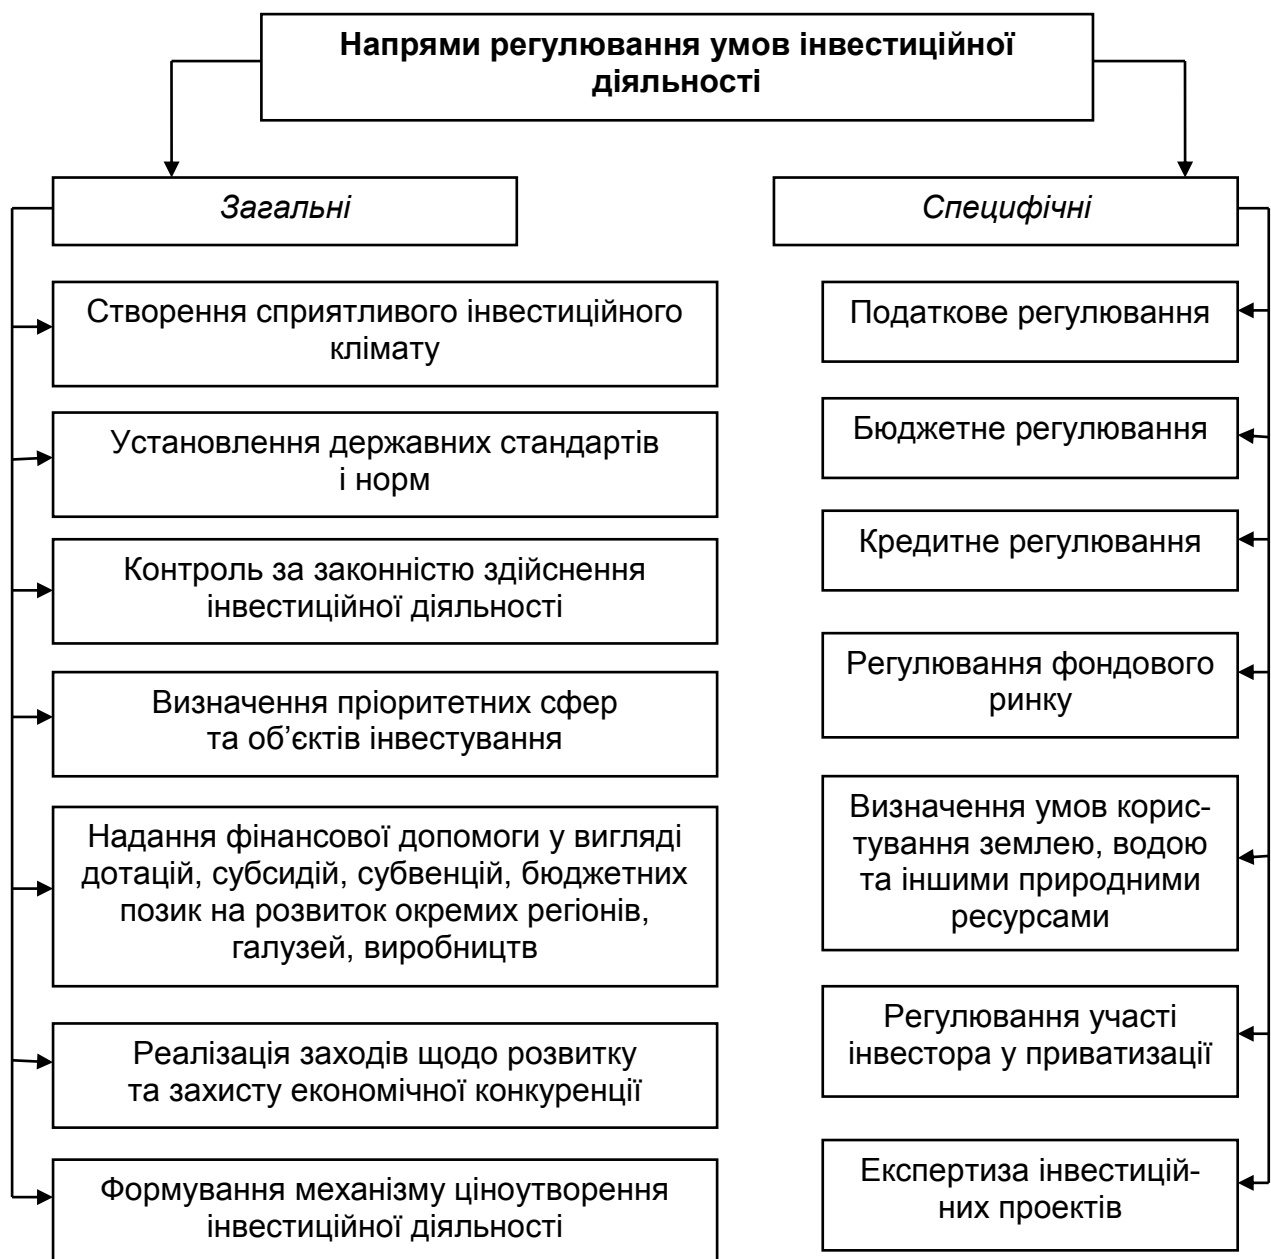 Напрями регулювання умов інвестиційної
діяльності
Загальні
Створення сприятливого інвестиційного
клімату
Установлення державних стандартів
і норм
Контроль за законністю здійснення
інвестиційної діяльності
Визначення пріоритетних сфер
та об’єктів інвестування
Надання фінансової допомоги у вигляді
дотацій, субсидій, субвенцій, бюджетних
позик на розвиток окремих регіонів,
галузей, виробництв
Реалізація заходів щодо розвитку
та захисту економічної конкуренції
Формування механізму ціноутворення
інвестиційної діяльності
Специфічні
Податкове регулювання
Бюджетне регулювання
Кредитне регулювання
Регулювання фондового
ринку
Визначення умов корис-
тування землею, водою
та іншими природними
ресурсами
Регулювання участі
інвестора у приватизації
Експертиза інвестицій-
них проектів